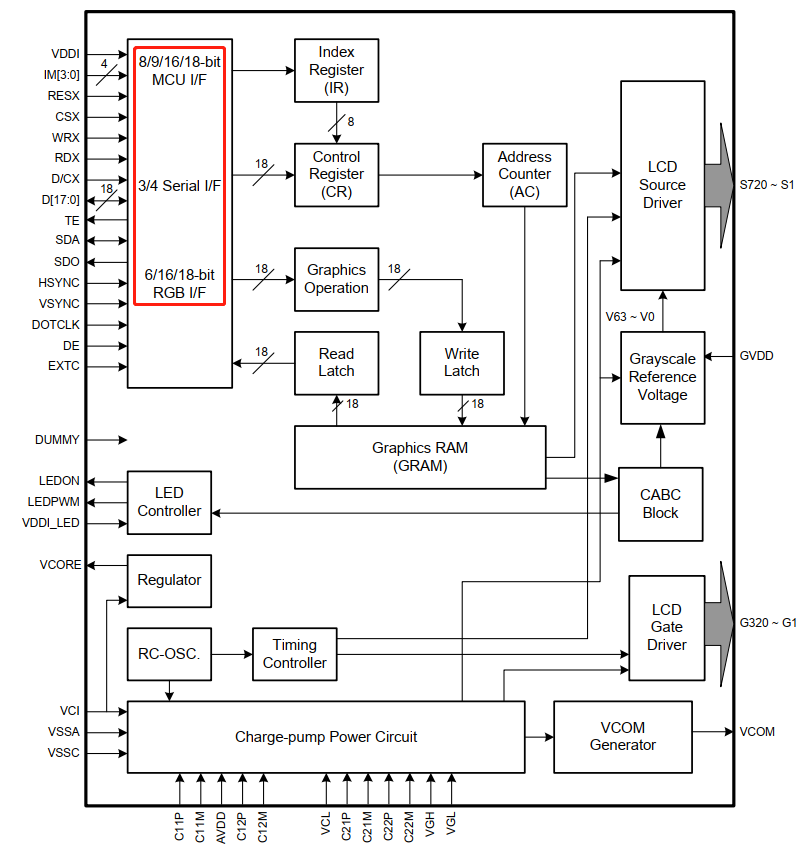 VDDI
IM[3:0]
4
RESX
CSX
WRX
RDX
D/CX
D[17:0]
18
TE
SDA
SDO
HSYNC
VSYNC
DOTCLK
DE
EXTC
8/9/16/18-bit
MCU I/F
3/4 Serial I/F
6/16/18-bit
RGB I/F
Index
Register
(IR)
8
18
Control
Register
(CR)
Address
Counter
(AC)
18
Graphics
Operation
18
18
Read
Latch
Write
Latch
18
18
Graphics RAM
(GRAM)
LCD
Source
Driver
S720 ~ S1
V63 ~ V0
Grayscale
Reference
Voltage
GVDD
CABC
Block
DUMMY
LEDON
LEDPWM
VDDI_LED
LED
Controller
VCORE
Regulator
RC-OSC.
Timing
Controller
LCD
Gate
Driver
G320 ~ G1
VCI
VSSA
VSSC
Charge-pump Power Circuit
VCOM
Generator
VCOM
C11P
C11M
AVDD
C12P
C12M
VCL
C21P
C21M
C22P
C22M
VGH
VGL